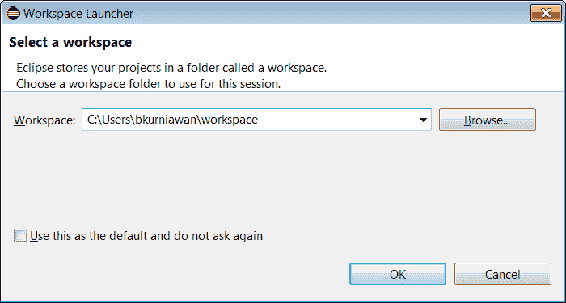 Workspace Launcher
Select a workspace
Eclipse stores your projects in a folder called a workspace.
Choose a workspace folder to use for this session.
Workspace: C:\Users\bkurniawan\workspace Browse...
Use this as the default and do not ask again
OK Cancel